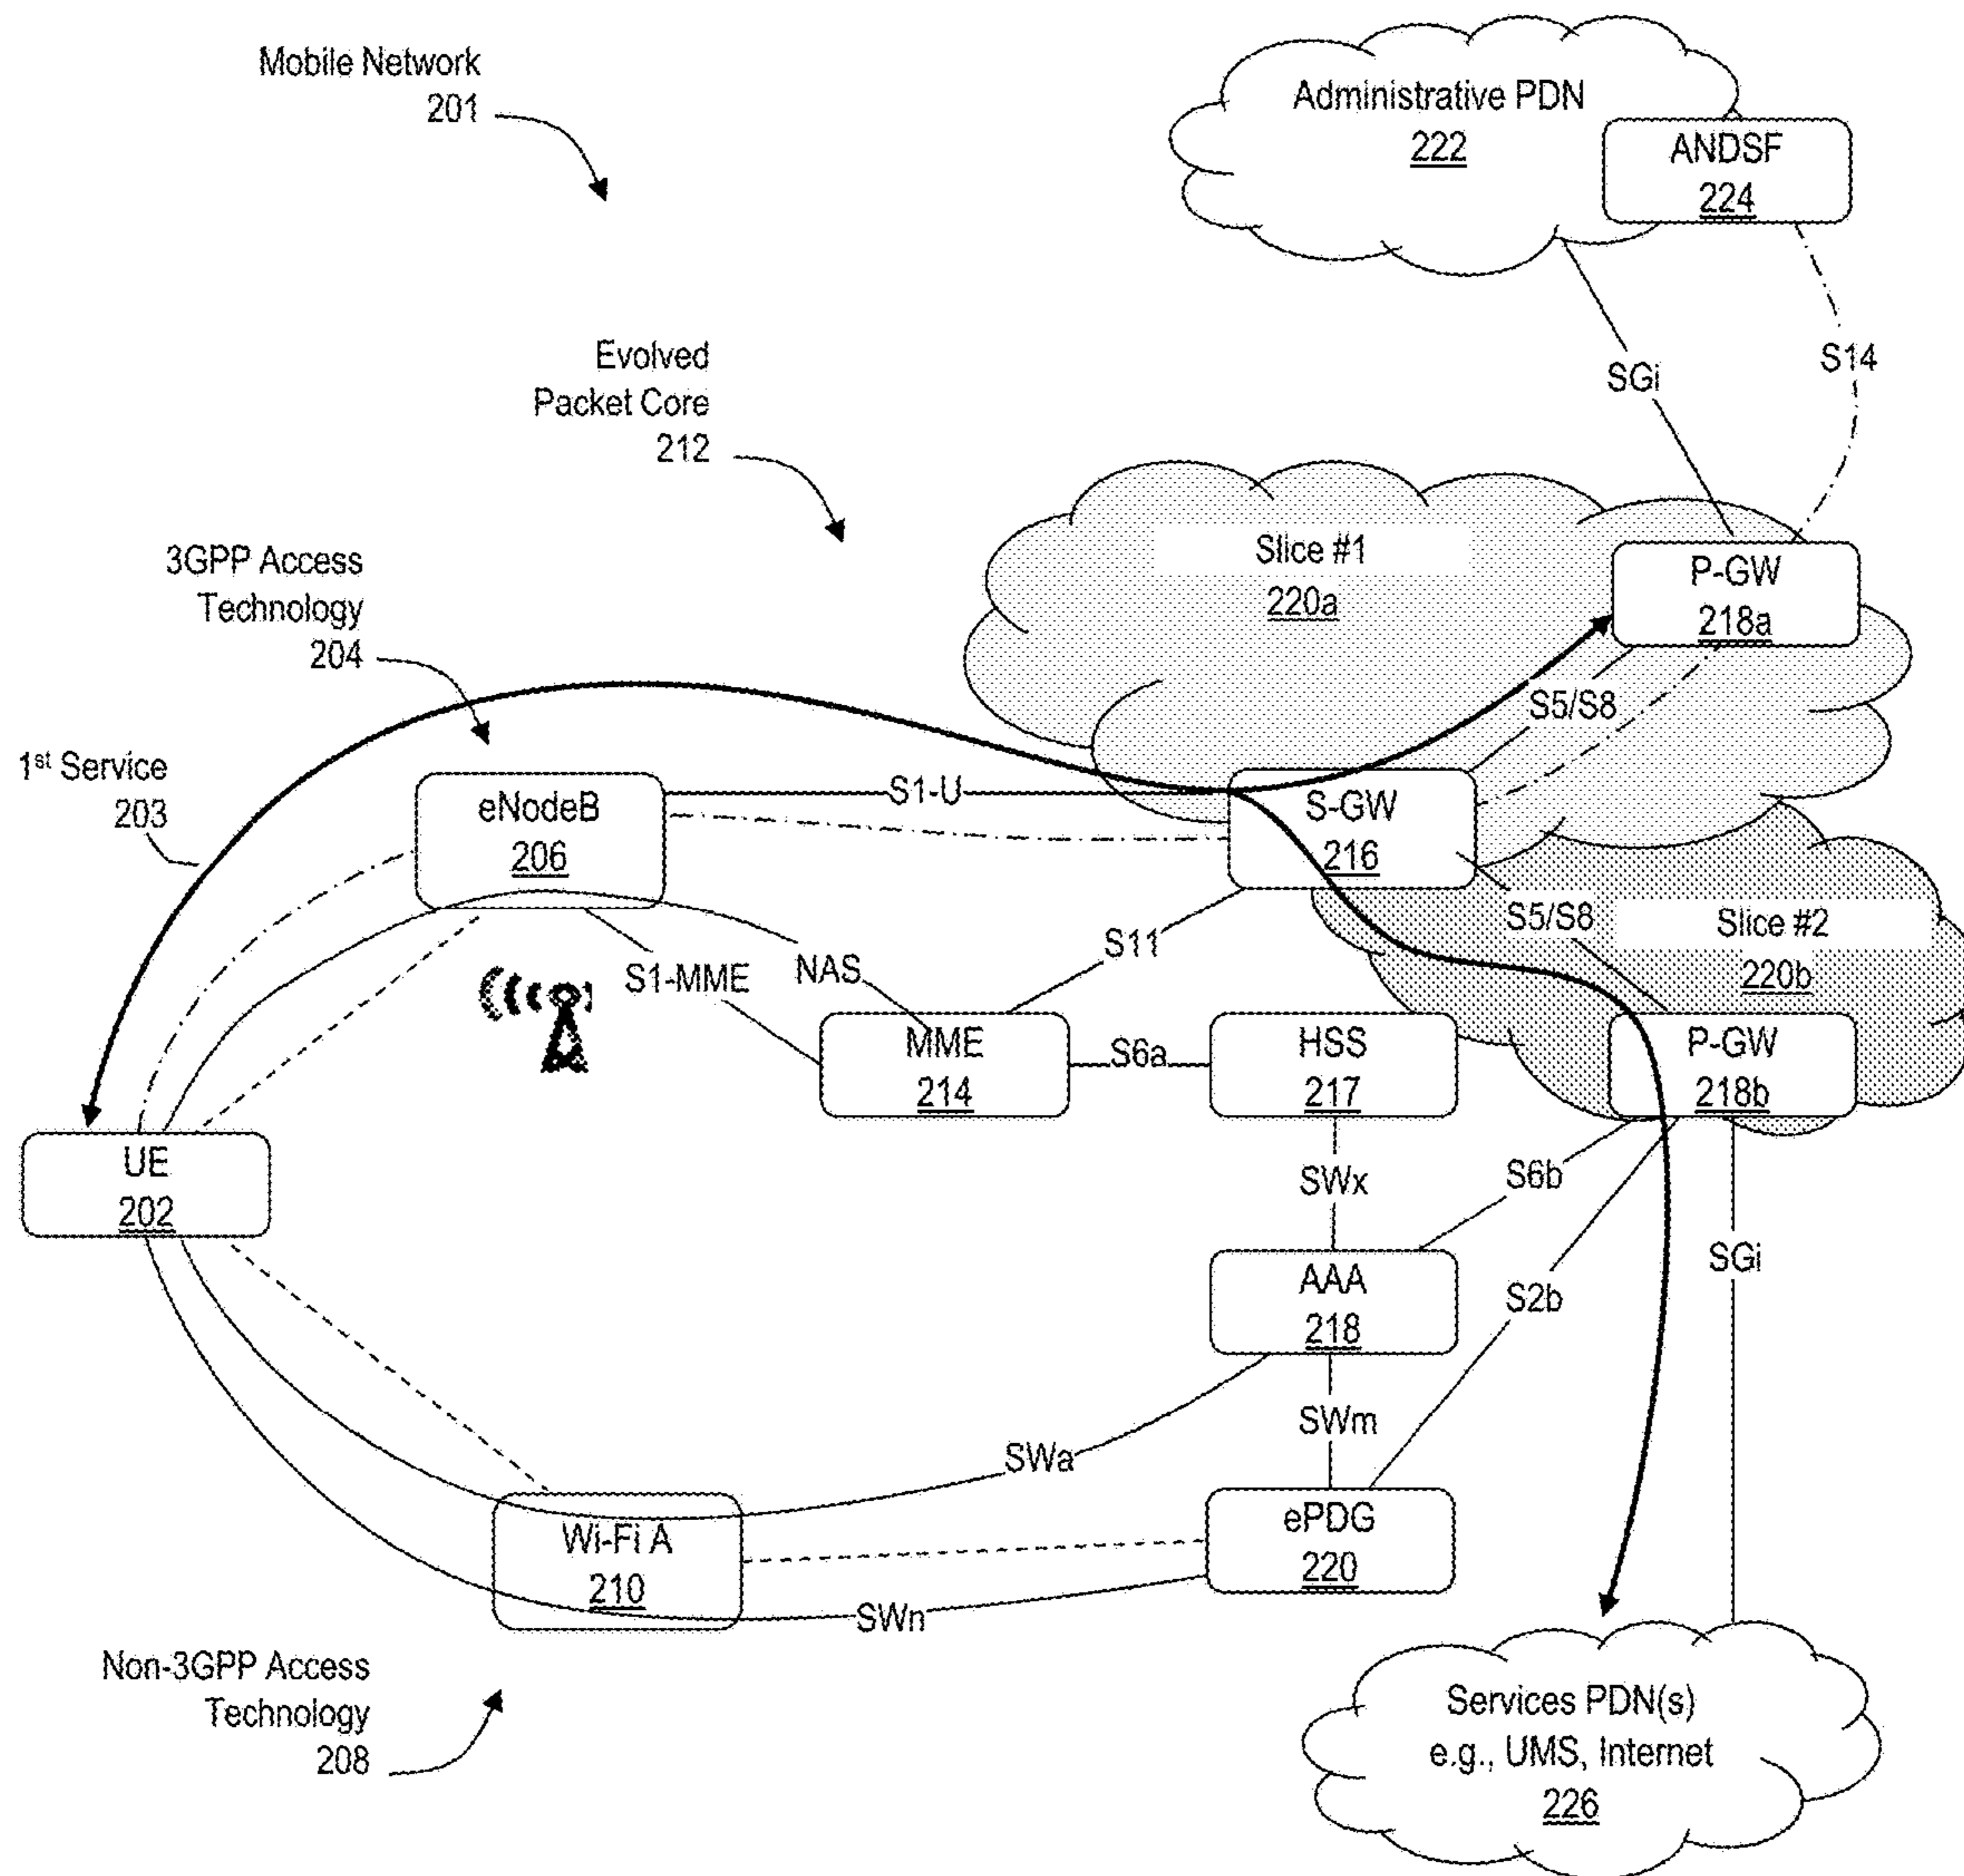 Mobile Network
201
Administrative PDN
222
ANDSF
224
SGi
S14
Evolved
Packet Core
212
Slice #1
220a
P-GW
218a
3GPP Access
Technology
204
S5/S8
1st Service
203
eNodeB
206
S1-U
S-GW
216
S5/S8
Slice #2
220b
S11
NAS
S1-MME
MME
214
S6a
HSS
217
P-GW
218b
UE
202
SWx
S6b
SGi
AAA
218
S2b
SWm
SWa
Wi-Fi A
210
ePDG
220
SWn
Non-3GPP Access
Technology
208
Services PDN(s)
e.g., UMS, Internet
226